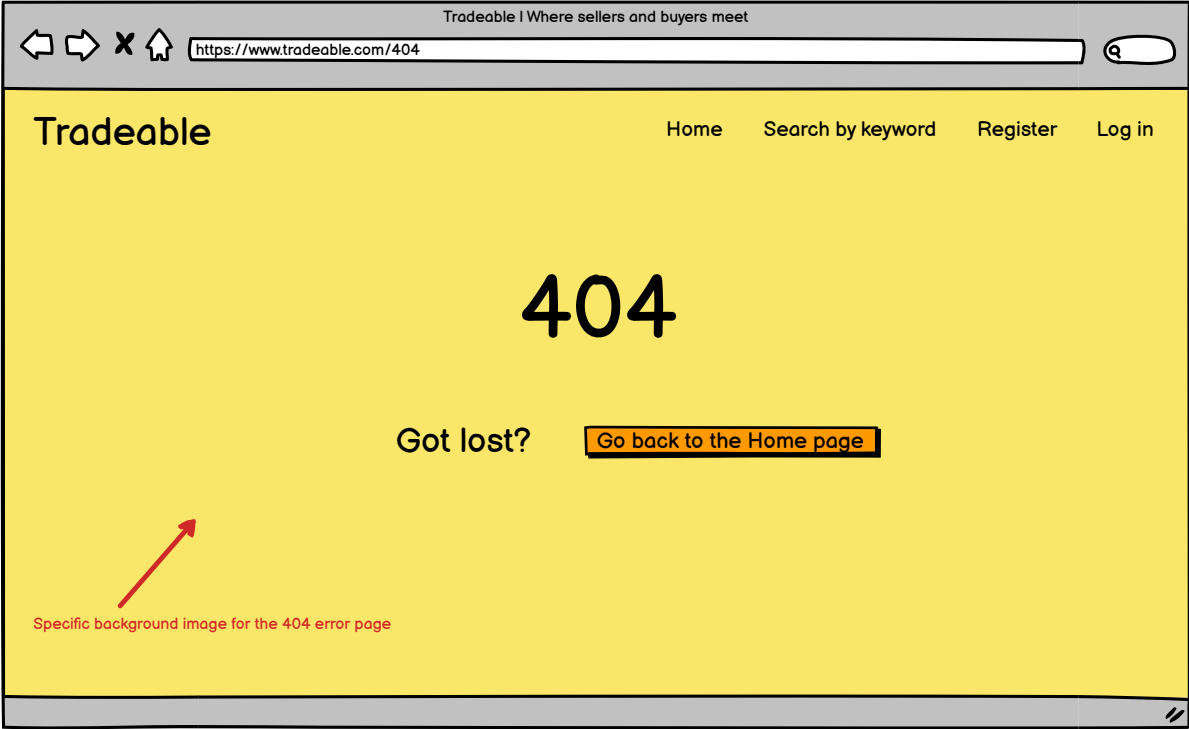 Tradeable | Where sellers and buyers meet
https://www.tradeable.com/404
Tradeable
Home
Search by keyword
Register
Log in
404
Got lost?
Go back to the Home page
Specific background image for the 404 error page